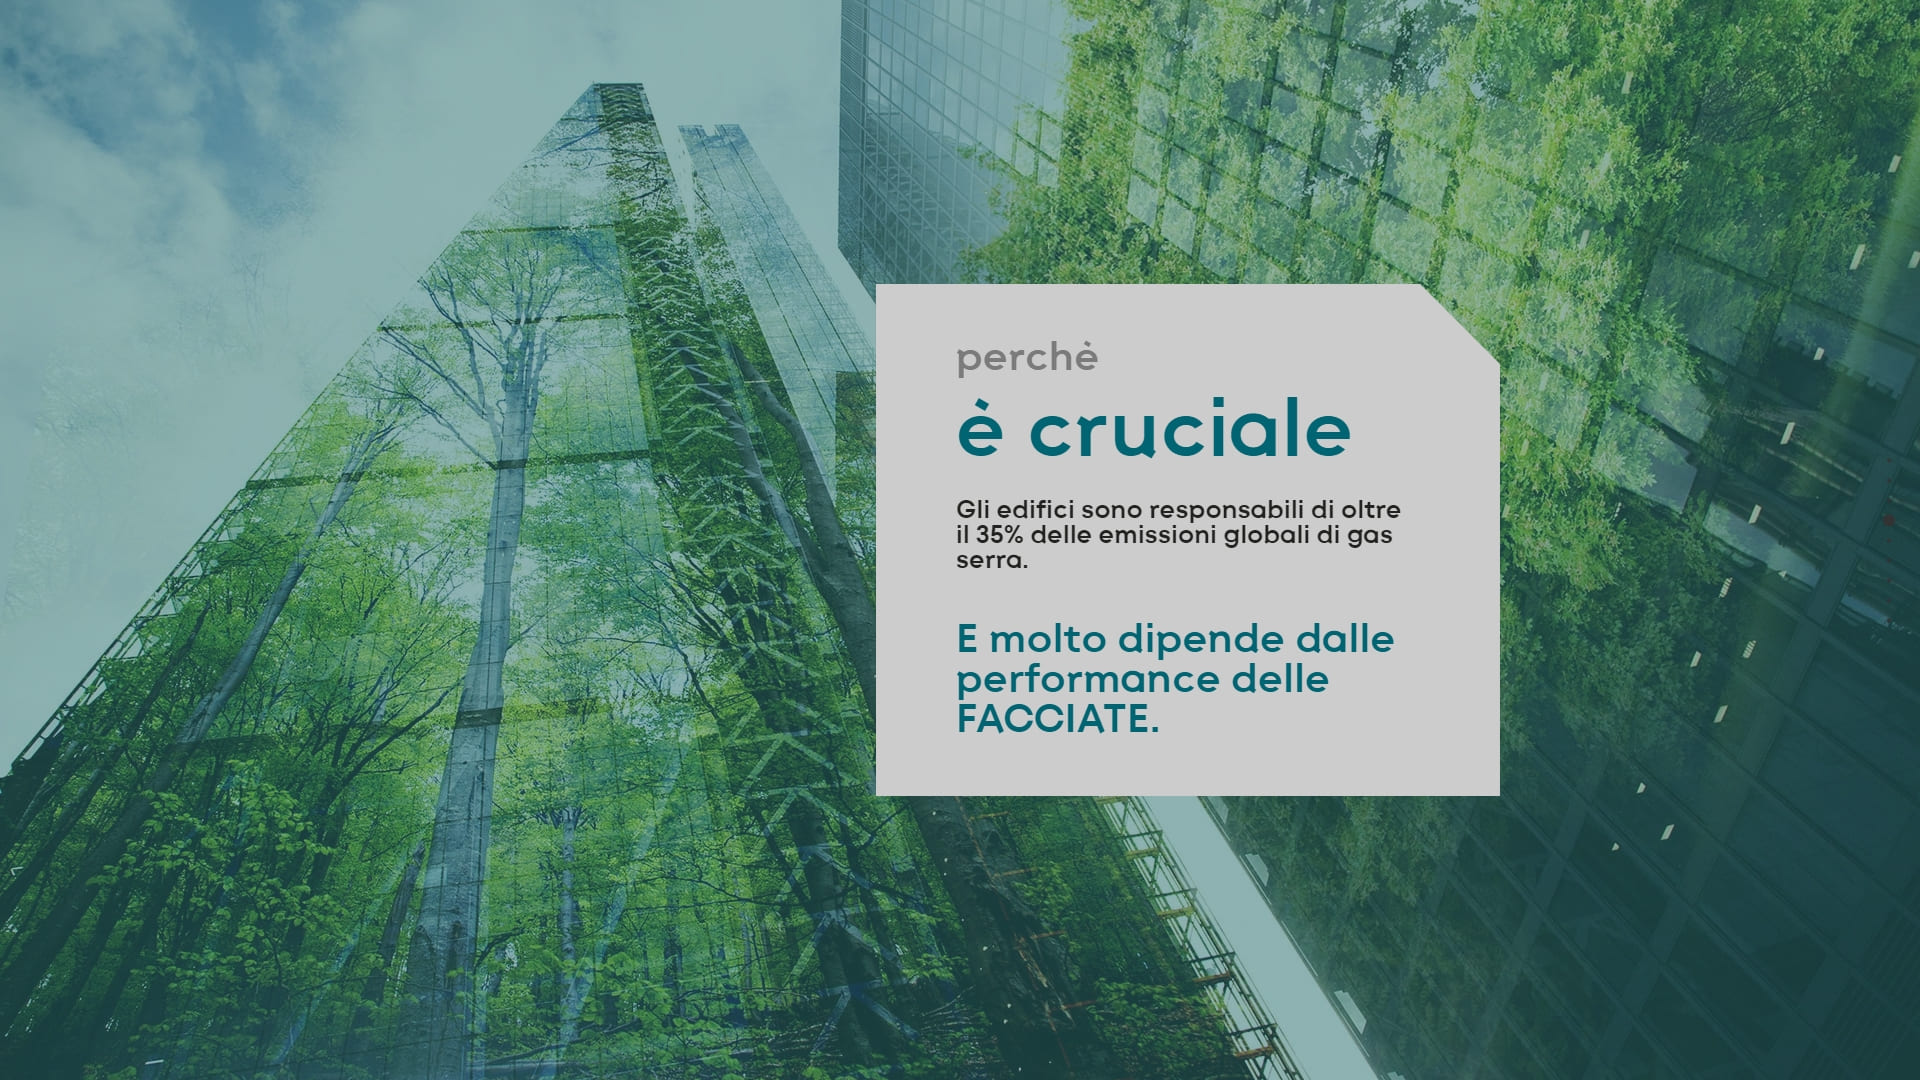 perchè
è cruciale
Gli edifici sono responsabili di oltre
il 35% delle emissioni globali di gas
serra.
E molto dipende dalle
performance delle
FACCIATE.